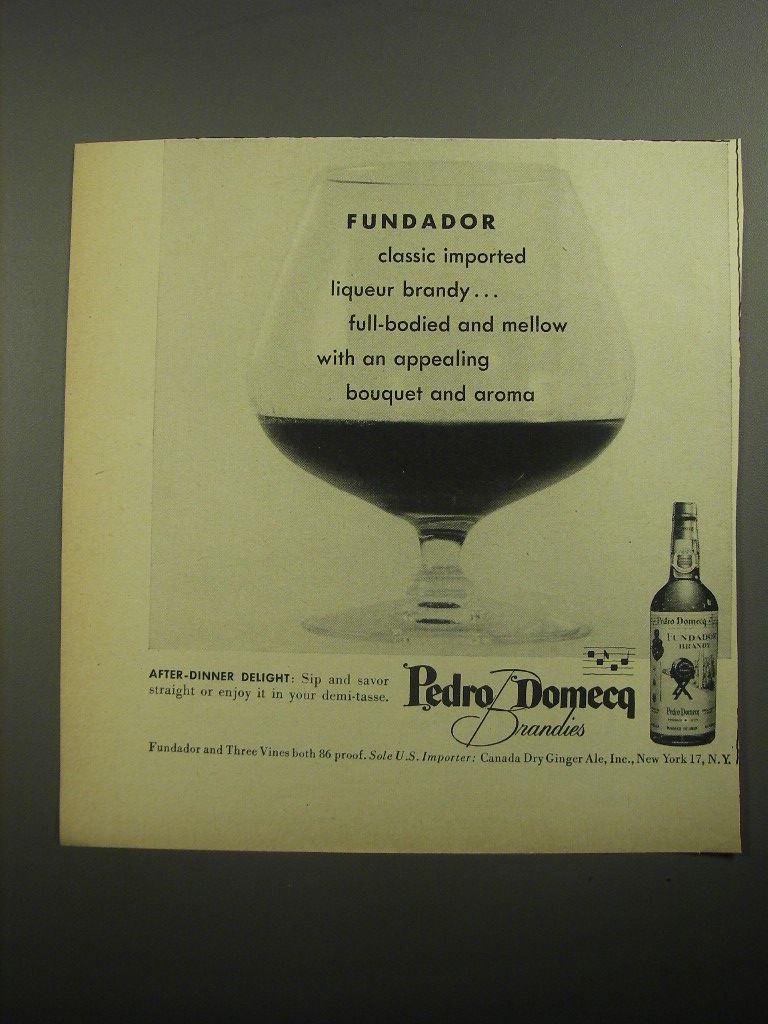 FUNDADOR
classic imported
liqueur brandy...
full-bodied and mellow
with an appealing
bouquet and aroma
AFTER-DINNER DELIGHT: Sip and savor
straight or enjoy it in your demi-tasse.
Pedro Domecq
Brandies
Pedro Domecq
FUNDADOR
BRANDY
Pedro Domecq
Fundador and Three Vines both 86 proof. Sole U.S. Importer: Canada Dry Ginger Ale, Inc., New York 17, N.Y.